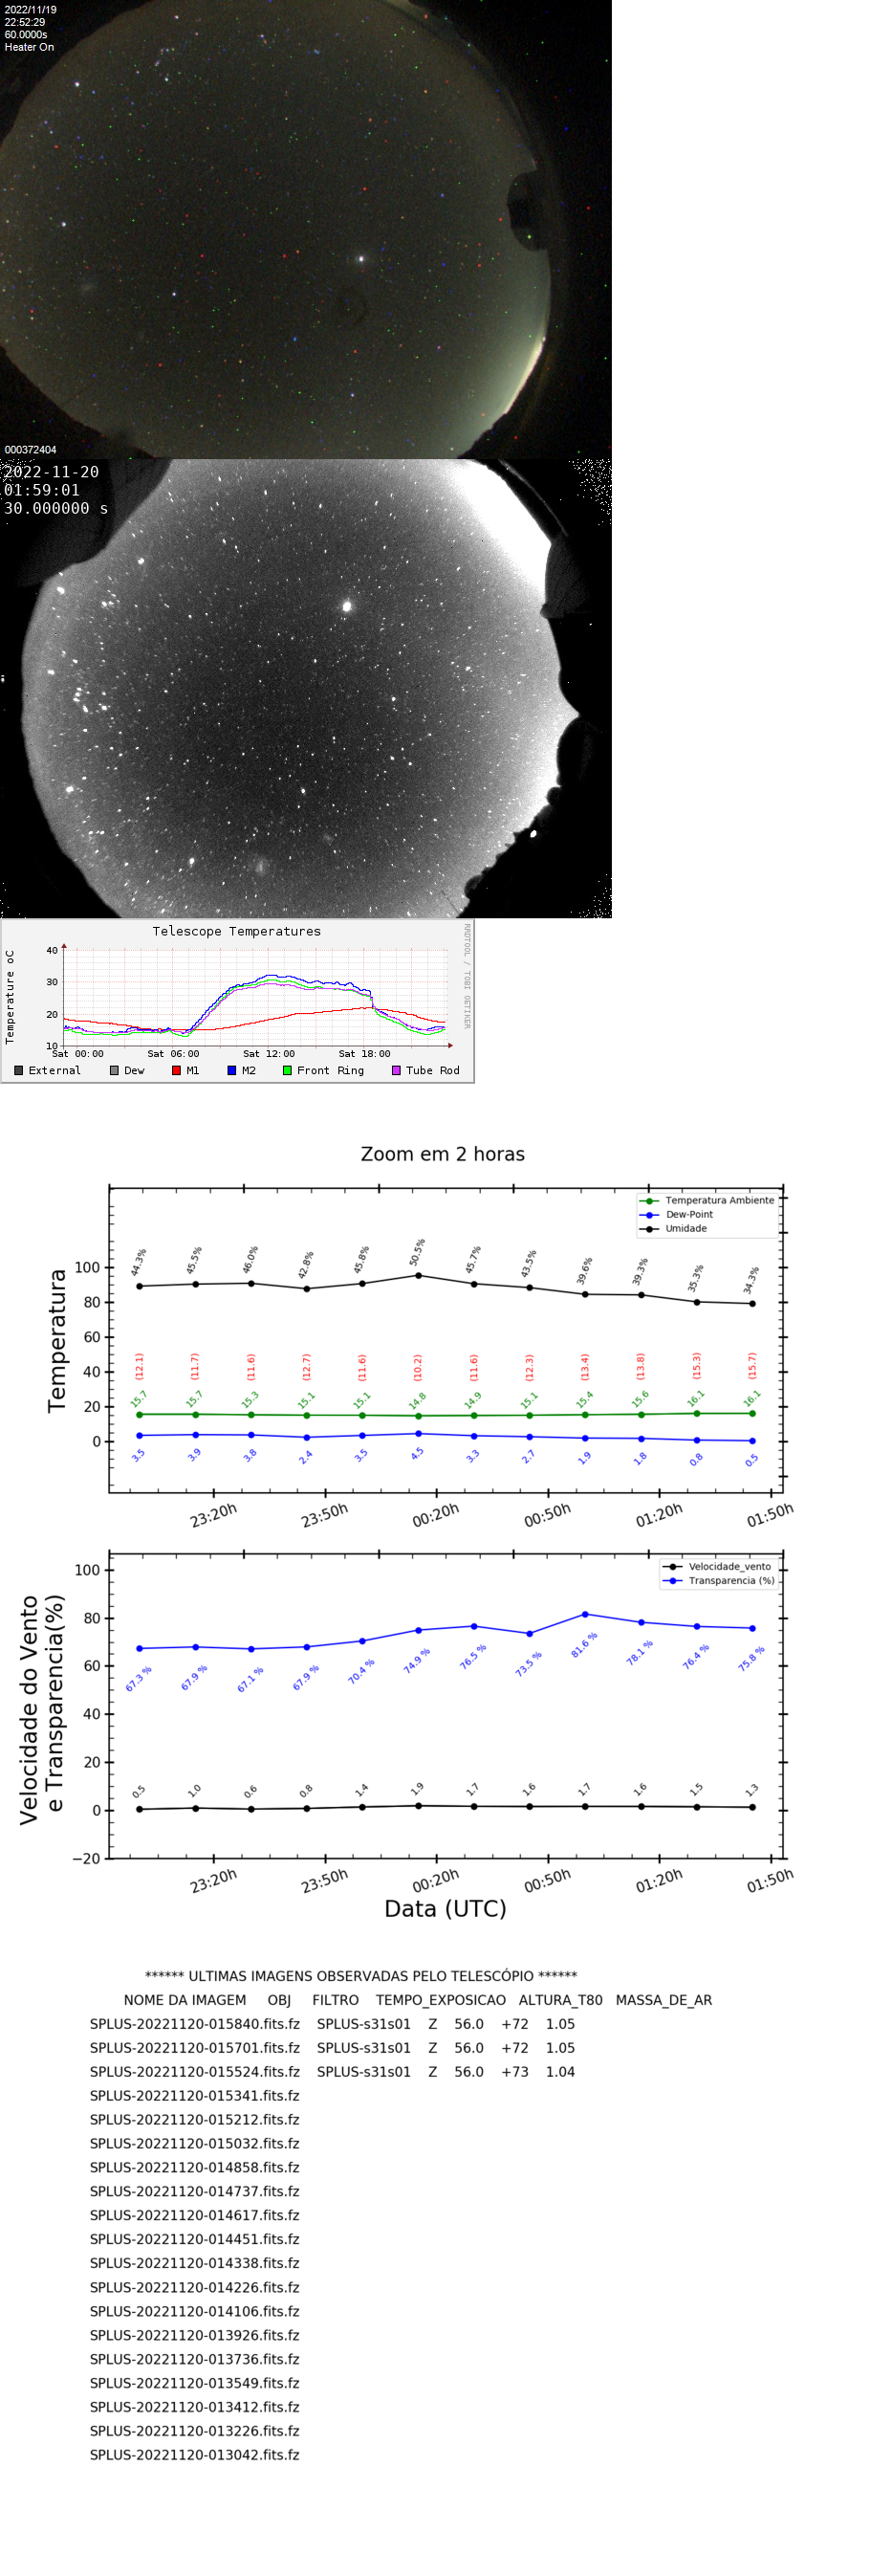 2022/11/19
22:52:29
60.0000s
Heater On
000372404
2022-11-20
01:59:01
30.000000 s
Telescope Temperatures
RRDTOOL / TOBI OETIKER
Temperature oC
40
30
20
10
Sat 00:00 Sat 06:00 Sat 12:00 Sat 18:00
External Dew M1 M2 Front Ring Tube Rod
Zoom em 2 horas
Temperatura Ambiente
Dew-Point
Umidade
Temperatura
100
80
60
40
20
0
44.3% 45.5% 46.0% 42.8% 45.8% 50.5% 45.7% 43.5% 39.6% 39.3% 35.3% 34.3%
(12.1) (11.7) (11.6) (12.7) (11.6) (10.2) (11.6) (12.3) (13.4) (13.8) (15.3) (15.7)
15.7 15.7 15.3 15.1 15.1 14.8 14.9 15.1 15.4 15.6 16.1 16.1
3.5 3.9 3.8 2.4 3.5 4.5 3.3 2.7 1.9 1.8 0.8 0.5
23:20h 23:50h 00:20h 00:50h 01:20h 01:50h
Velocidade_vento
Transparencia (%)
Velocidade do Vento
e Transparencia(%)
100
80
60
40
20
0
−20
67.3 % 67.9 % 67.1 % 67.9 % 70.4 % 74.9 % 76.5 % 73.5 % 81.6 % 78.1 % 76.4 % 75.8 %
0.5 1.0 0.6 0.8 1.4 1.9 1.7 1.6 1.7 1.6 1.5 1.3
23:20h 23:50h 00:20h 00:50h 01:20h 01:50h
Data (UTC)
****** ULTIMAS IMAGENS OBSERVADAS PELO TELESCÓPIO ******
NOME DA IMAGEM OBJ FILTRO TEMPO_EXPOSICAO ALTURA_T80 MASSA_DE_AR
SPLUS-20221120-015840.fits.fz SPLUS-s31s01 Z 56.0 +72 1.05
SPLUS-20221120-015701.fits.fz SPLUS-s31s01 Z 56.0 +72 1.05
SPLUS-20221120-015524.fits.fz SPLUS-s31s01 Z 56.0 +73 1.04
SPLUS-20221120-015341.fits.fz
SPLUS-20221120-015212.fits.fz
SPLUS-20221120-015032.fits.fz
SPLUS-20221120-014858.fits.fz
SPLUS-20221120-014737.fits.fz
SPLUS-20221120-014617.fits.fz
SPLUS-20221120-014451.fits.fz
SPLUS-20221120-014338.fits.fz
SPLUS-20221120-014226.fits.fz
SPLUS-20221120-014106.fits.fz
SPLUS-20221120-013926.fits.fz
SPLUS-20221120-013736.fits.fz
SPLUS-20221120-013549.fits.fz
SPLUS-20221120-013412.fits.fz
SPLUS-20221120-013226.fits.fz
SPLUS-20221120-013042.fits.fz